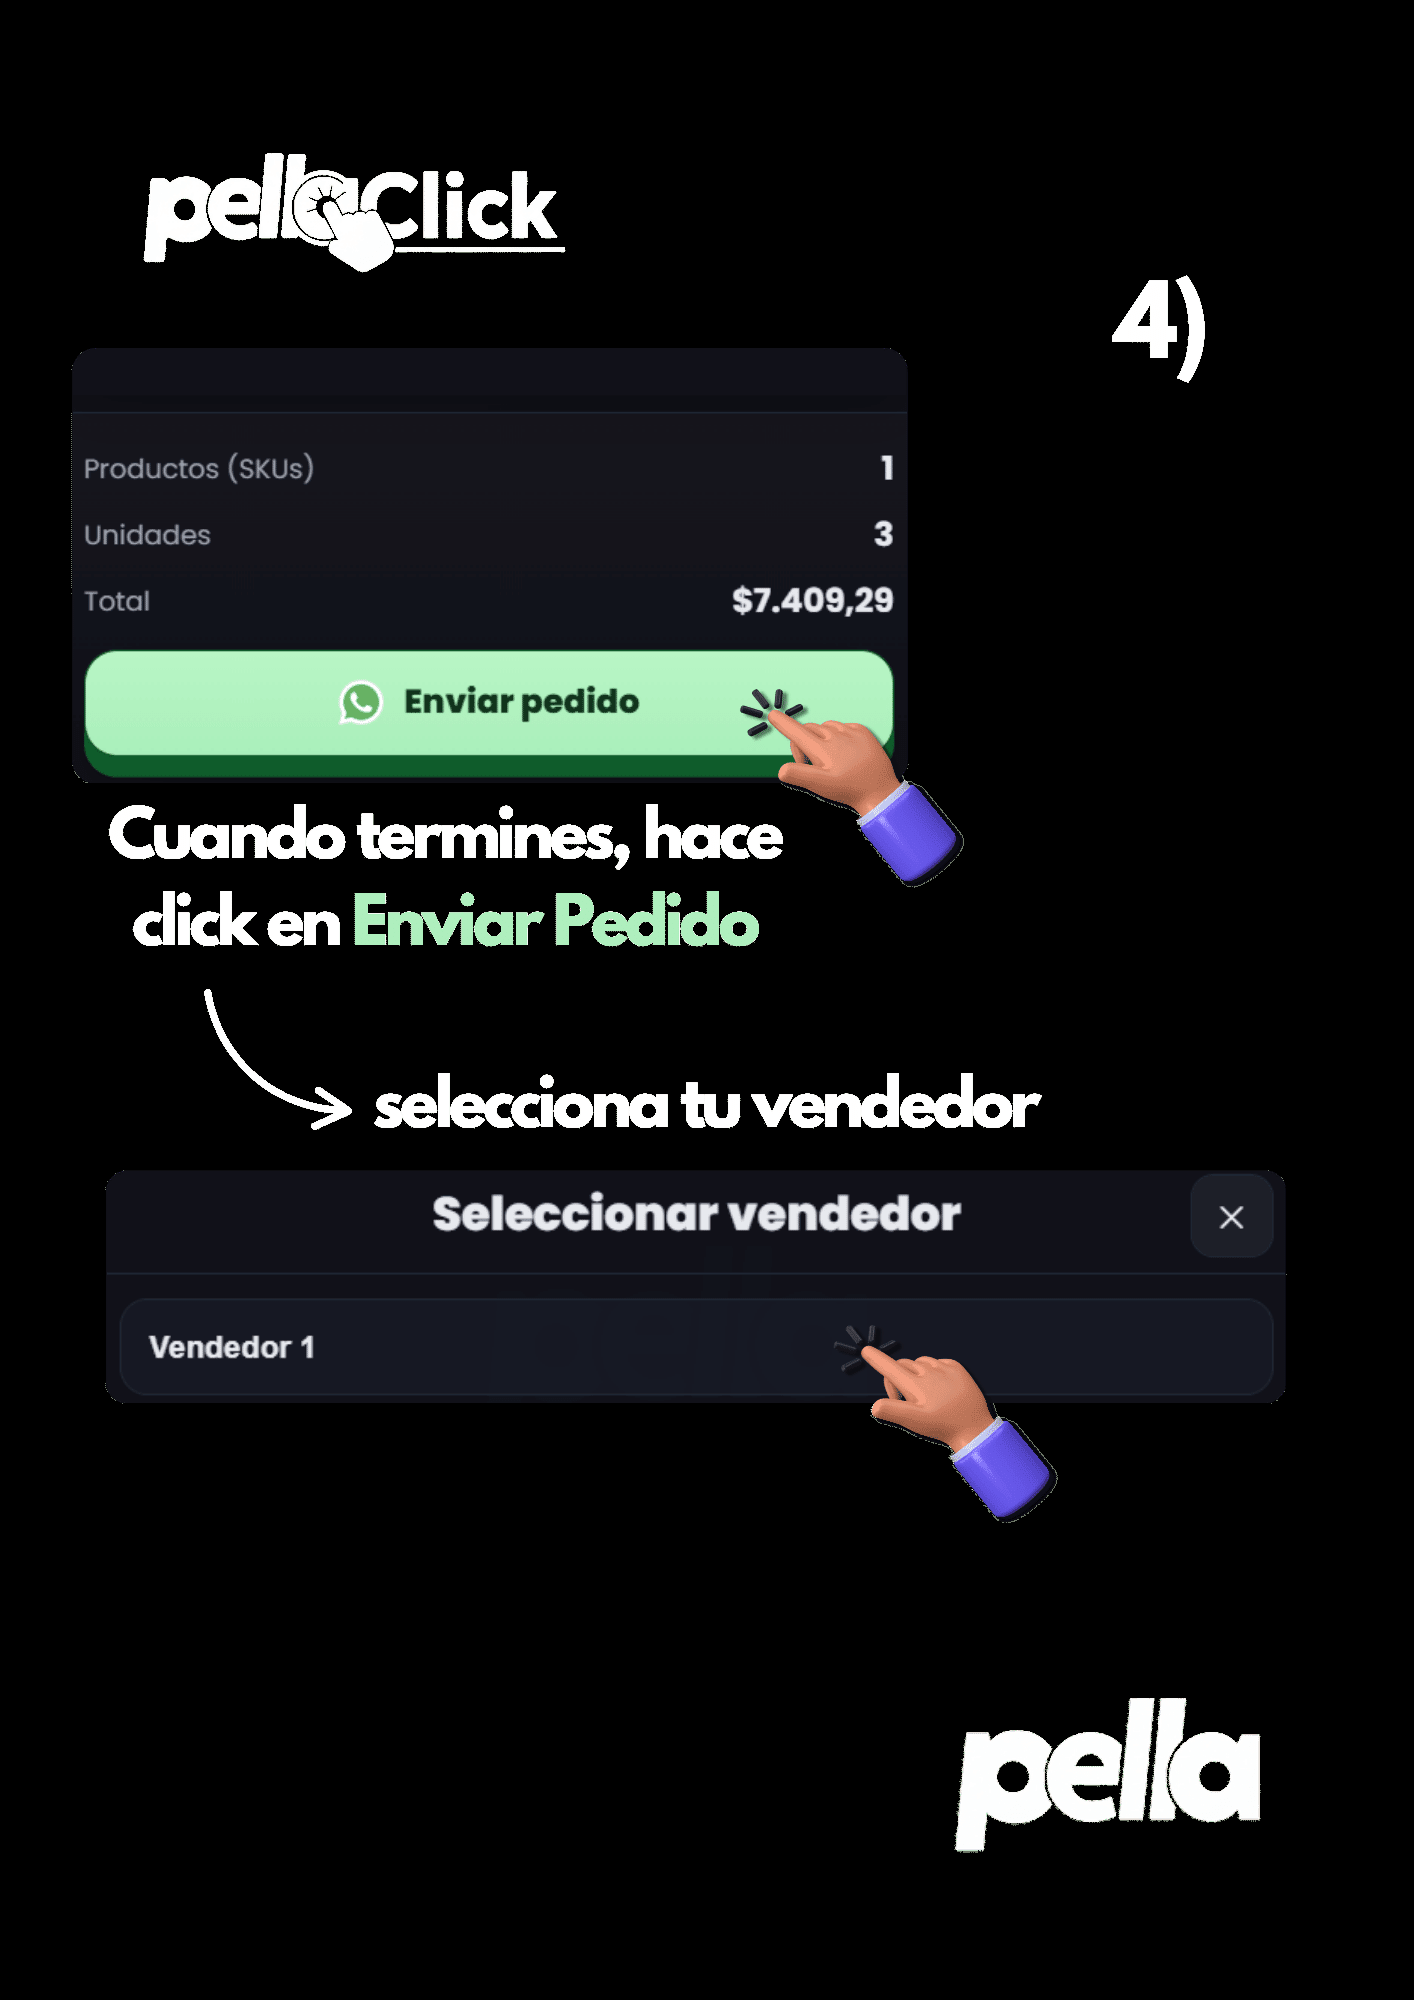 pellaClick
4)
Productos (SKUs) 1
Unidades 3
Total $7.409,29
Enviar pedido
Cuando termines, hace
click en Enviar Pedido
selecciona tu vendedor
Seleccionar vendedor
Vendedor 1
pella